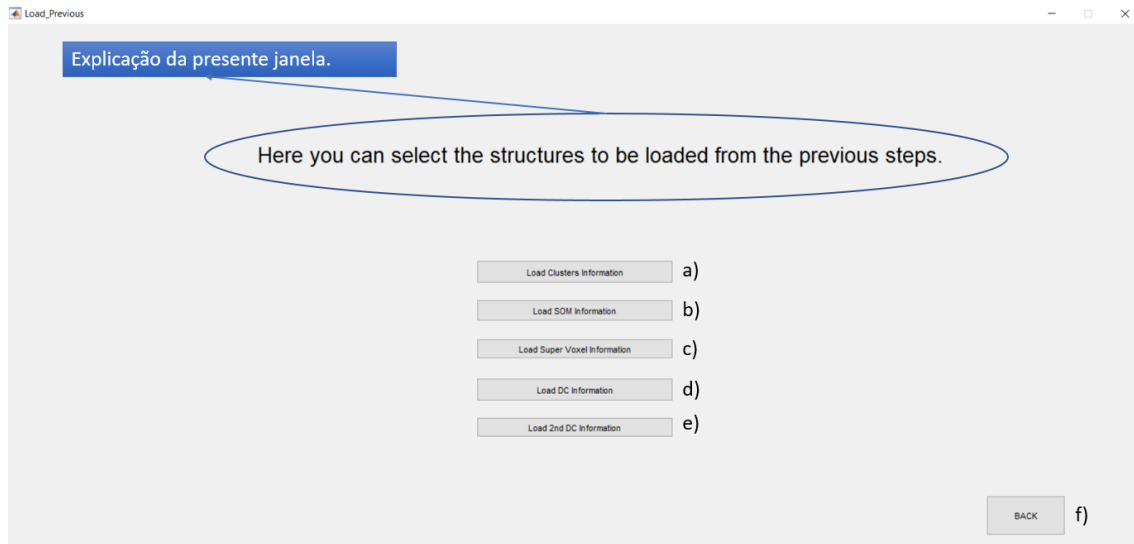 Load_Previous
Explicação da presente janela.
Here you can select the structures to be loaded from the previous steps.
Load Clusters Information a)
Load SOM Information b)
Load Super Voxel Information c)
Load DC Information d)
Load 2nd DC Information e)
BACK f)